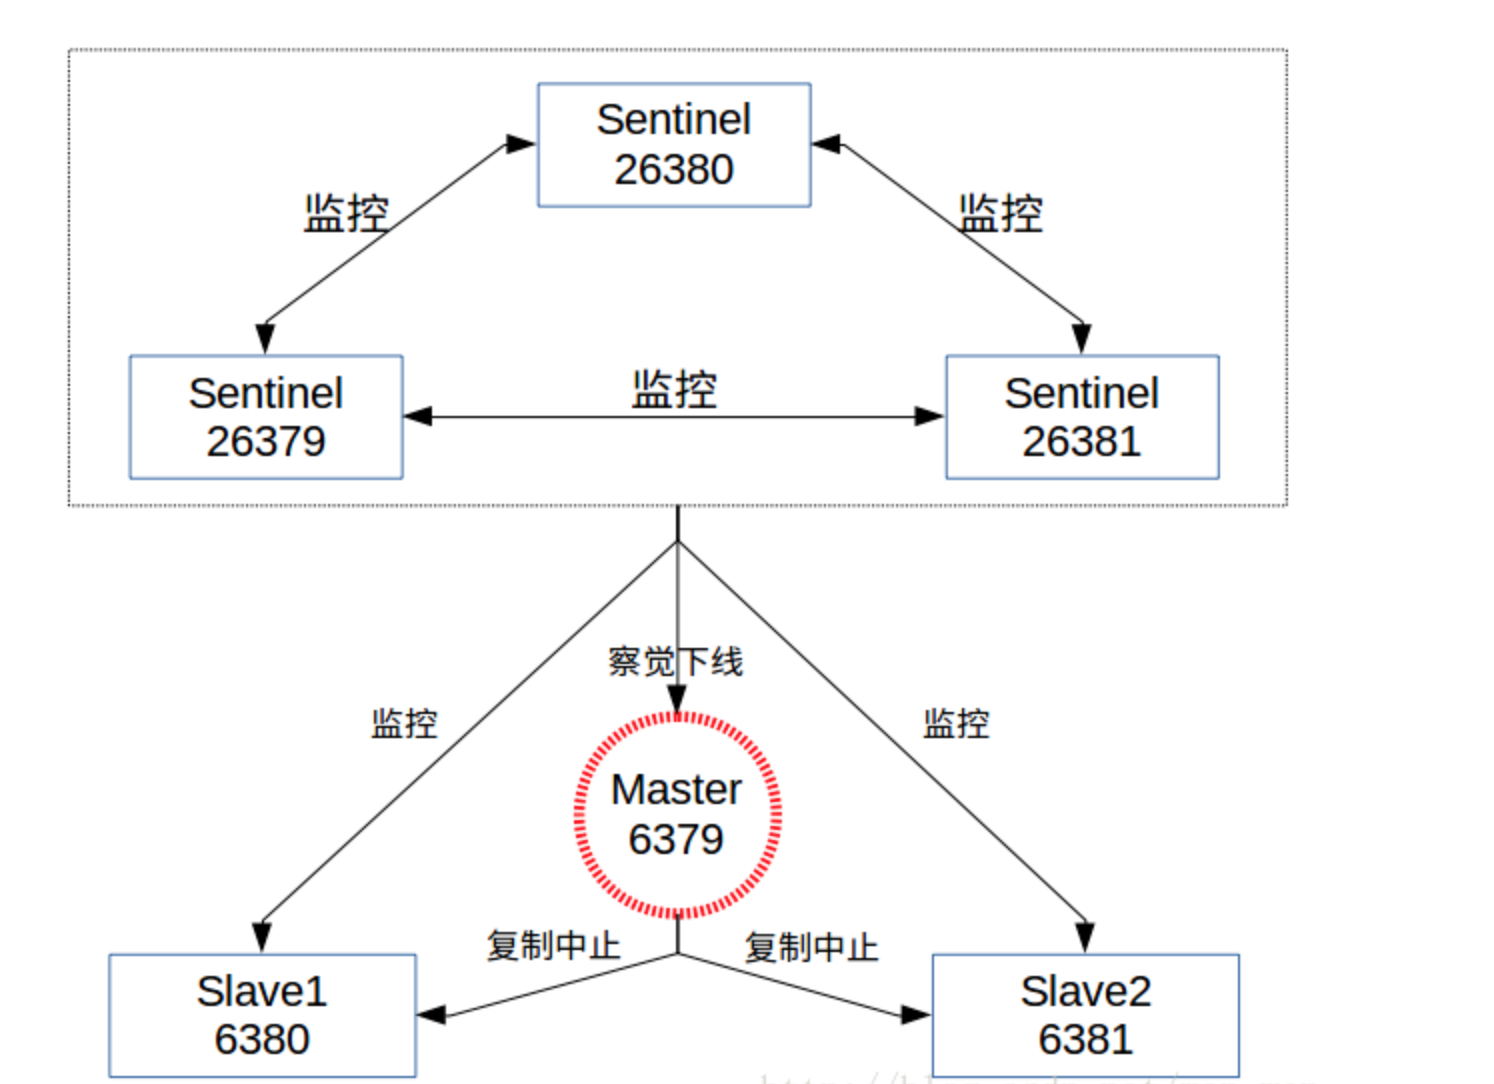 Sentinel
26380
监控
监控
Sentinel
26379
监控
Sentinel
26381
察觉下线
监控
监控
Master
6379
复制中止
复制中止
Slave1
6380
Slave2
6381